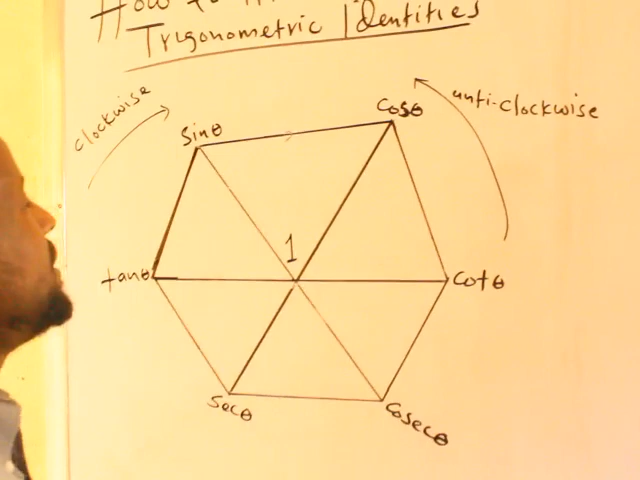 How to
Trigonometric Identities
clockwise
anti-clockwise
Sinθ
Cosθ
1
tanθ
Cotθ
Secθ
Cosecθ